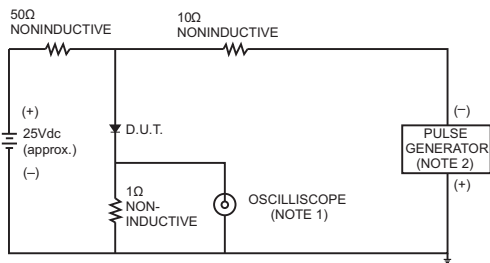 50Ω
NONINDUCTIVE
10Ω
NONINDUCTIVE
(+)
25Vdc
(approx.)
(–)
D.U.T.
1Ω
NON-
INDUCTIVE
OSCILLISCOPE
(NOTE 1)
(–)
PULSE
GENERATOR
(NOTE 2)
(+)